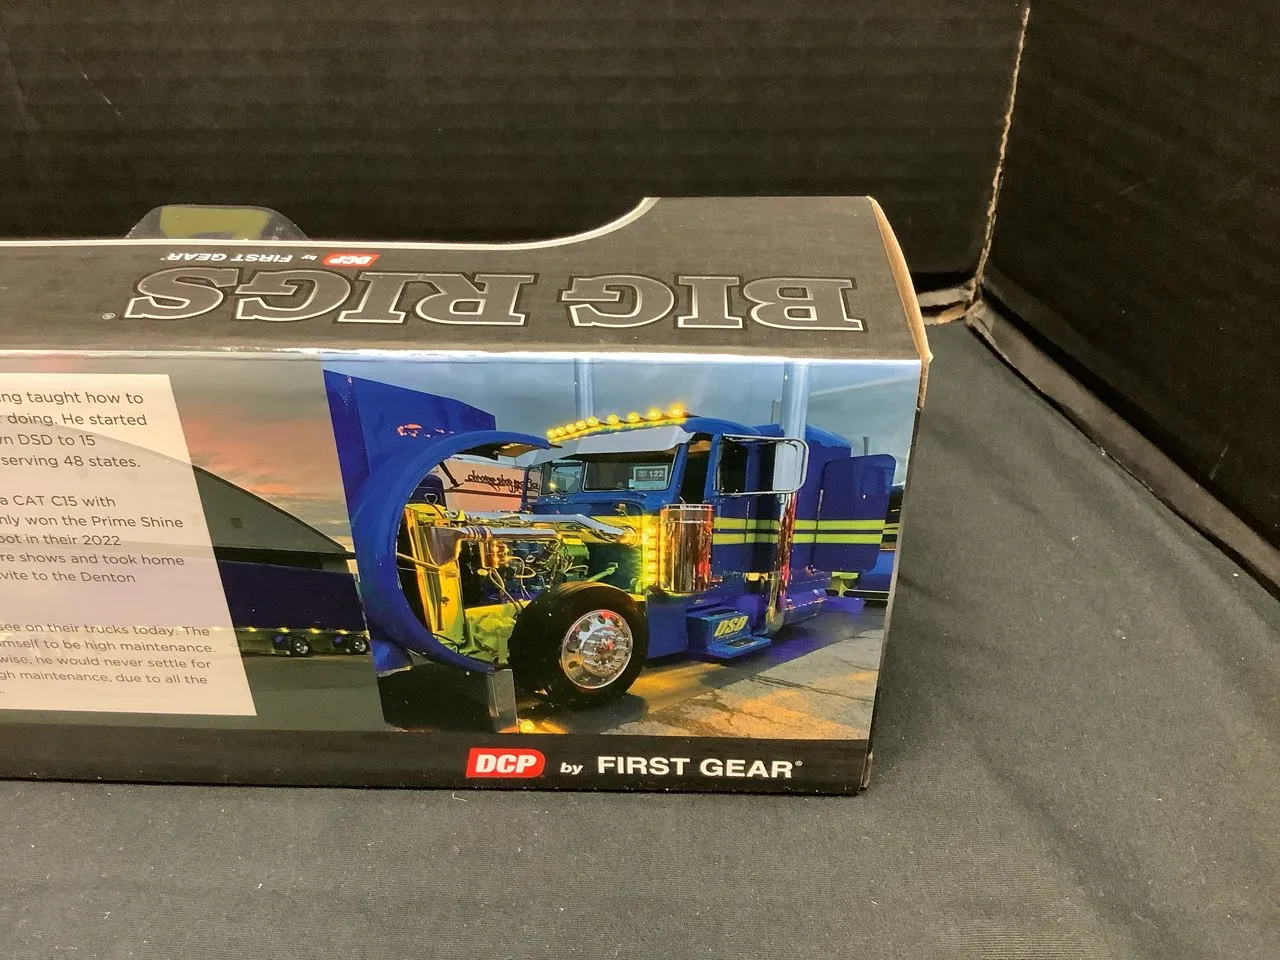 DCP by FIRST GEAR
BIG RIGS®
ing taught how to
doing. He started
wn DSD to 15
serving 48 states.
a CAT C15 with
nly won the Prime Shine
oot in their 2022
re shows and took home
vite to the Denton
see on their trucks today. The
mself to be high maintenance.
wise, he would never settle for
gh maintenance, due to all the
122
DSD
DCP by FIRST GEAR®